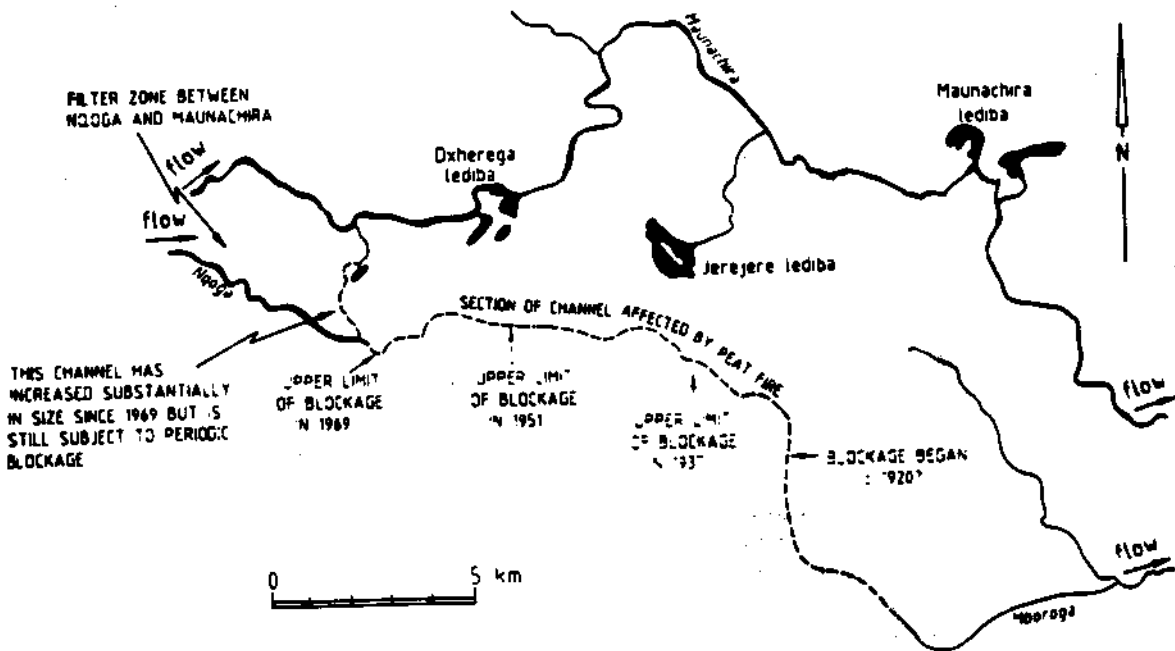 Maunachira
FILTER ZONE BETWEEN
NQOGA AND MAUNACHIRA
flow
flow
Nqoga
Dxherega
lediba
Maunachira
lediba
N
Jerejere lediba
SECTION OF CHANNEL AFFECTED BY PEAT FIRE
THIS CHANNEL HAS
INCREASED SUBSTANTIALLY
IN SIZE SINCE 1969 BUT IS
STILL SUBJECT TO PERIODIC
BLOCKAGE
UPPER LIMIT
OF BLOCKAGE
IN 1969
UPPER LIMIT
OF BLOCKAGE
IN 1951
UPPER LIMIT
OF BLOCKAGE
BLOCKAGE BEGAN
flow
flow
Mboroga
0 5 km